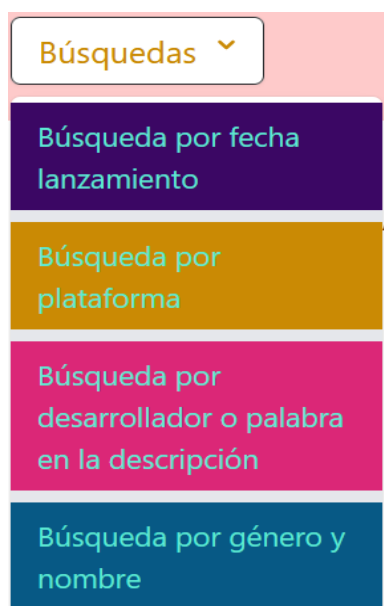 Búsquedas
Búsqueda por fecha
lanzamiento
Búsqueda por
plataforma
Búsqueda por
desarrollador o palabra
en la descripción
Búsqueda por género y
nombre